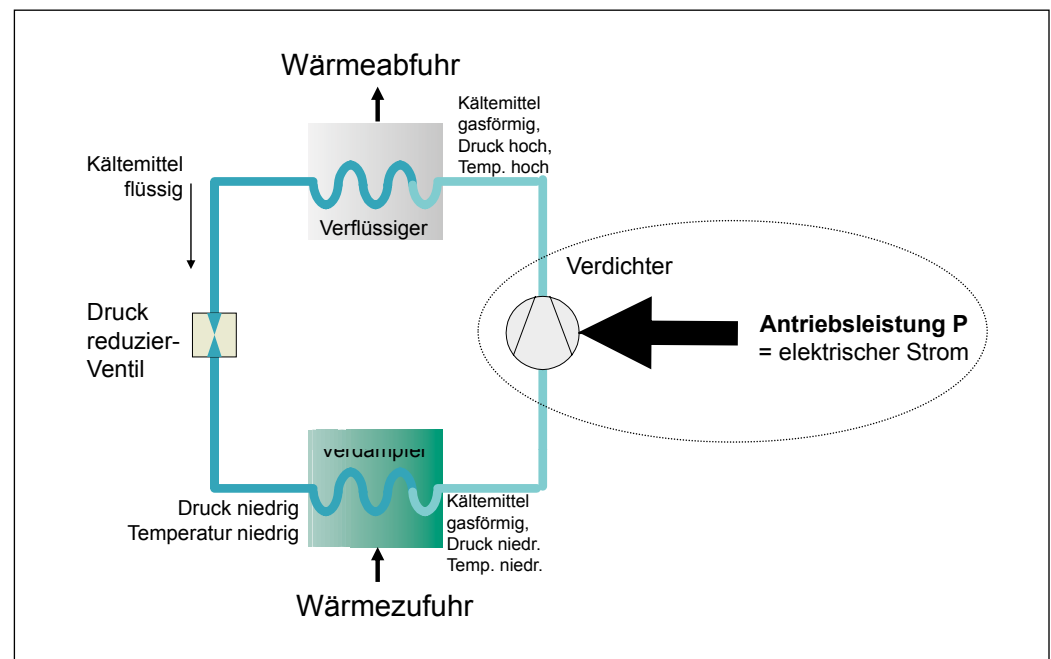 Wärmeabfuhr
Kältemittel
gasförmig,
Druck hoch,
Temp. hoch
Kältemittel
flüssig
Verflüssiger
Verdichter
Druck
reduzier-
Ventil
Antriebsleistung P
= elektrischer Strom
Verdampfer
Druck niedrig
Temperatur niedrig
Kältemittel
gasförmig,
Druck niedr.
Temp. niedr.
Wärmezufuhr